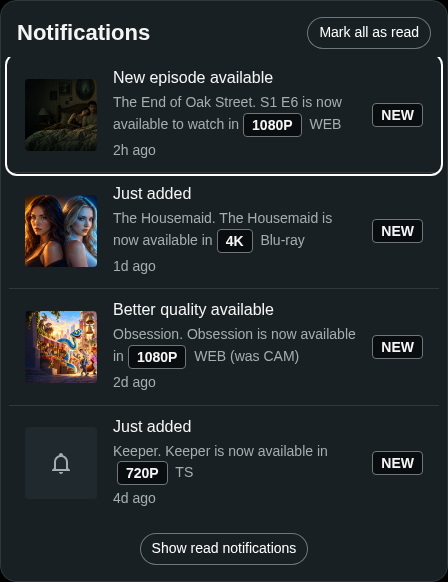 Notifications
Mark all as read
New episode available
The End of Oak Street. S1 E6 is now
available to watch in 1080P WEB
2h ago
NEW
Just added
The Housemaid. The Housemaid is
now available in 4K Blu-ray
1d ago
NEW
Better quality available
Obsession. Obsession is now available
in 1080P WEB (was CAM)
2d ago
NEW
Just added
Keeper. Keeper is now available in
720P TS
4d ago
NEW
Show read notifications